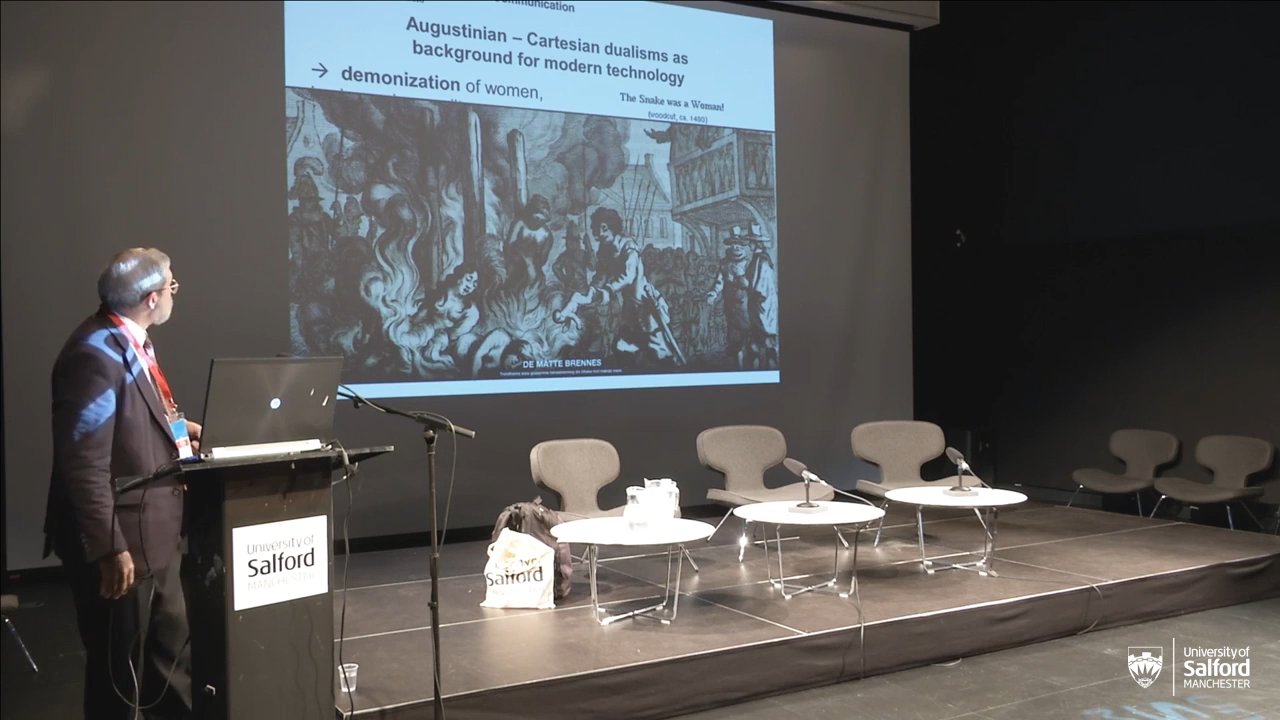 Communication
Augustinian – Cartesian dualisms as
background for modern technology
→ demonization of women,
The Snake was a Woman!
(woodcut, ca. 1480)
DE MATTE BRENNES
University of
Salford
MANCHESTER
Salford
University of
Salford
MANCHESTER